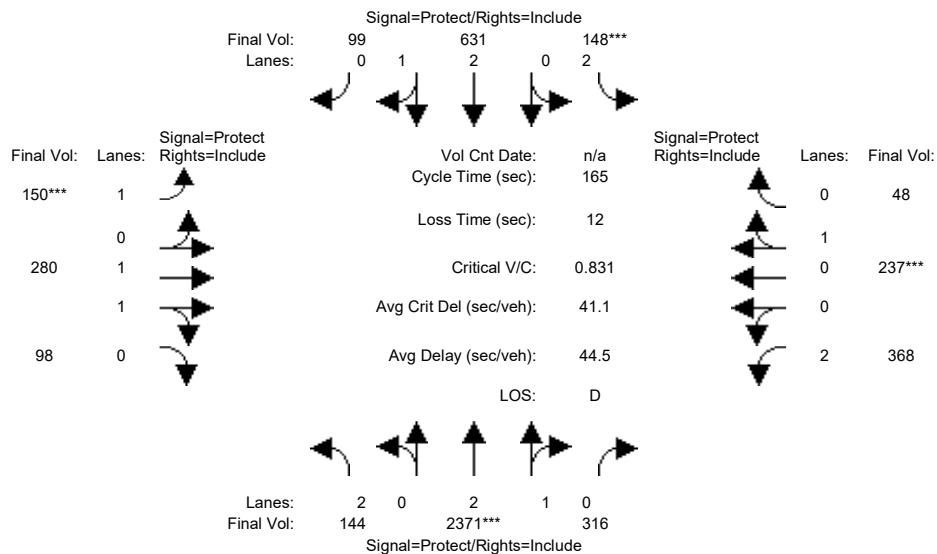 Signal=Protect/Rights=Include
Final Vol: 99 631 148***
Lanes: 0 1 2 0 2
Signal=Protect Signal=Protect
Final Vol: Lanes: Rights=Include Vol Cnt Date: n/a Rights=Include Lanes: Final Vol:
Cycle Time (sec): 165
150*** 1 0 48
Loss Time (sec): 12
0 1
280 1 Critical V/C: 0.831 0 237***
1 Avg Crit Del (sec/veh): 41.1 0
98 0 Avg Delay (sec/veh): 44.5 2 368
LOS: D
Lanes: 2 0 2 1 0
Final Vol: 144 2371*** 316
Signal=Protect/Rights=Include